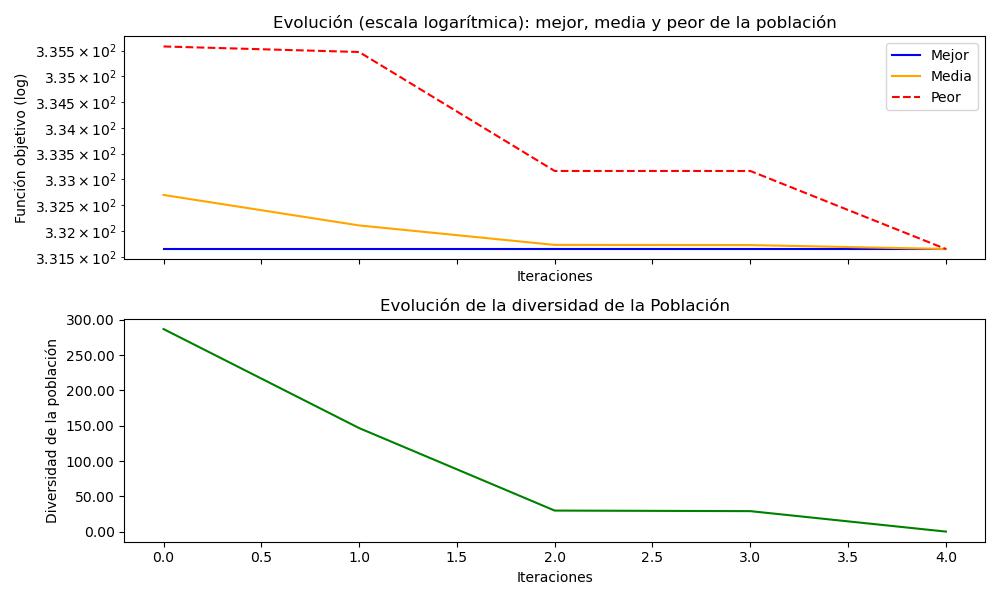 Evolución (escala logarítmica): mejor, media y peor de la población
3.355 × 10²
3.35 × 10²
3.345 × 10²
3.34 × 10²
3.335 × 10²
3.33 × 10²
3.325 × 10²
3.32 × 10²
3.315 × 10²
Función objetivo (log)
Mejor
Media
Peor
Iteraciones
Evolución de la diversidad de la Población
300.00
250.00
200.00
150.00
100.00
50.00
0.00
Diversidad de la población
0.0 0.5 1.0 1.5 2.0 2.5 3.0 3.5 4.0
Iteraciones